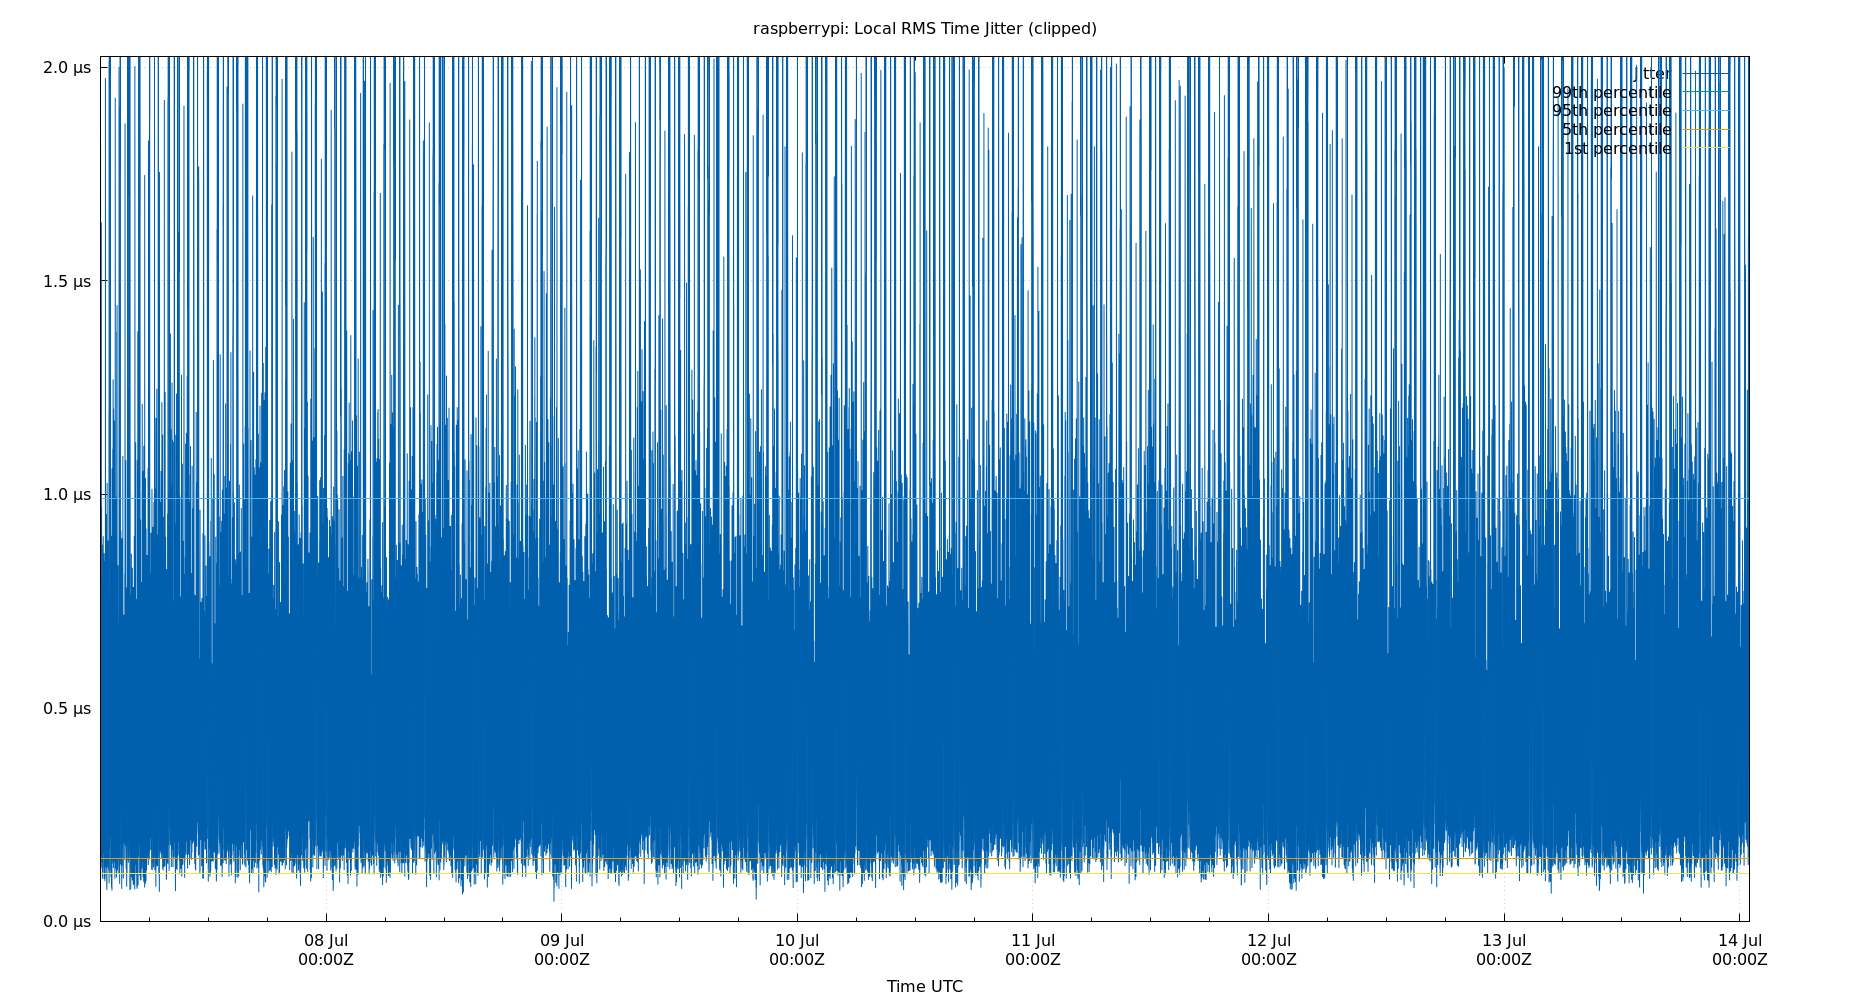 raspberrypi: Local RMS Time Jitter (clipped)
2.0 µs
1.5 µs
1.0 µs
0.5 µs
0.0 µs
Jitter
99th percentile
95th percentile
5th percentile
1st percentile
08 Jul
00:00Z
09 Jul
00:00Z
10 Jul
00:00Z
11 Jul
00:00Z
12 Jul
00:00Z
13 Jul
00:00Z
14 Jul
00:00Z
Time UTC